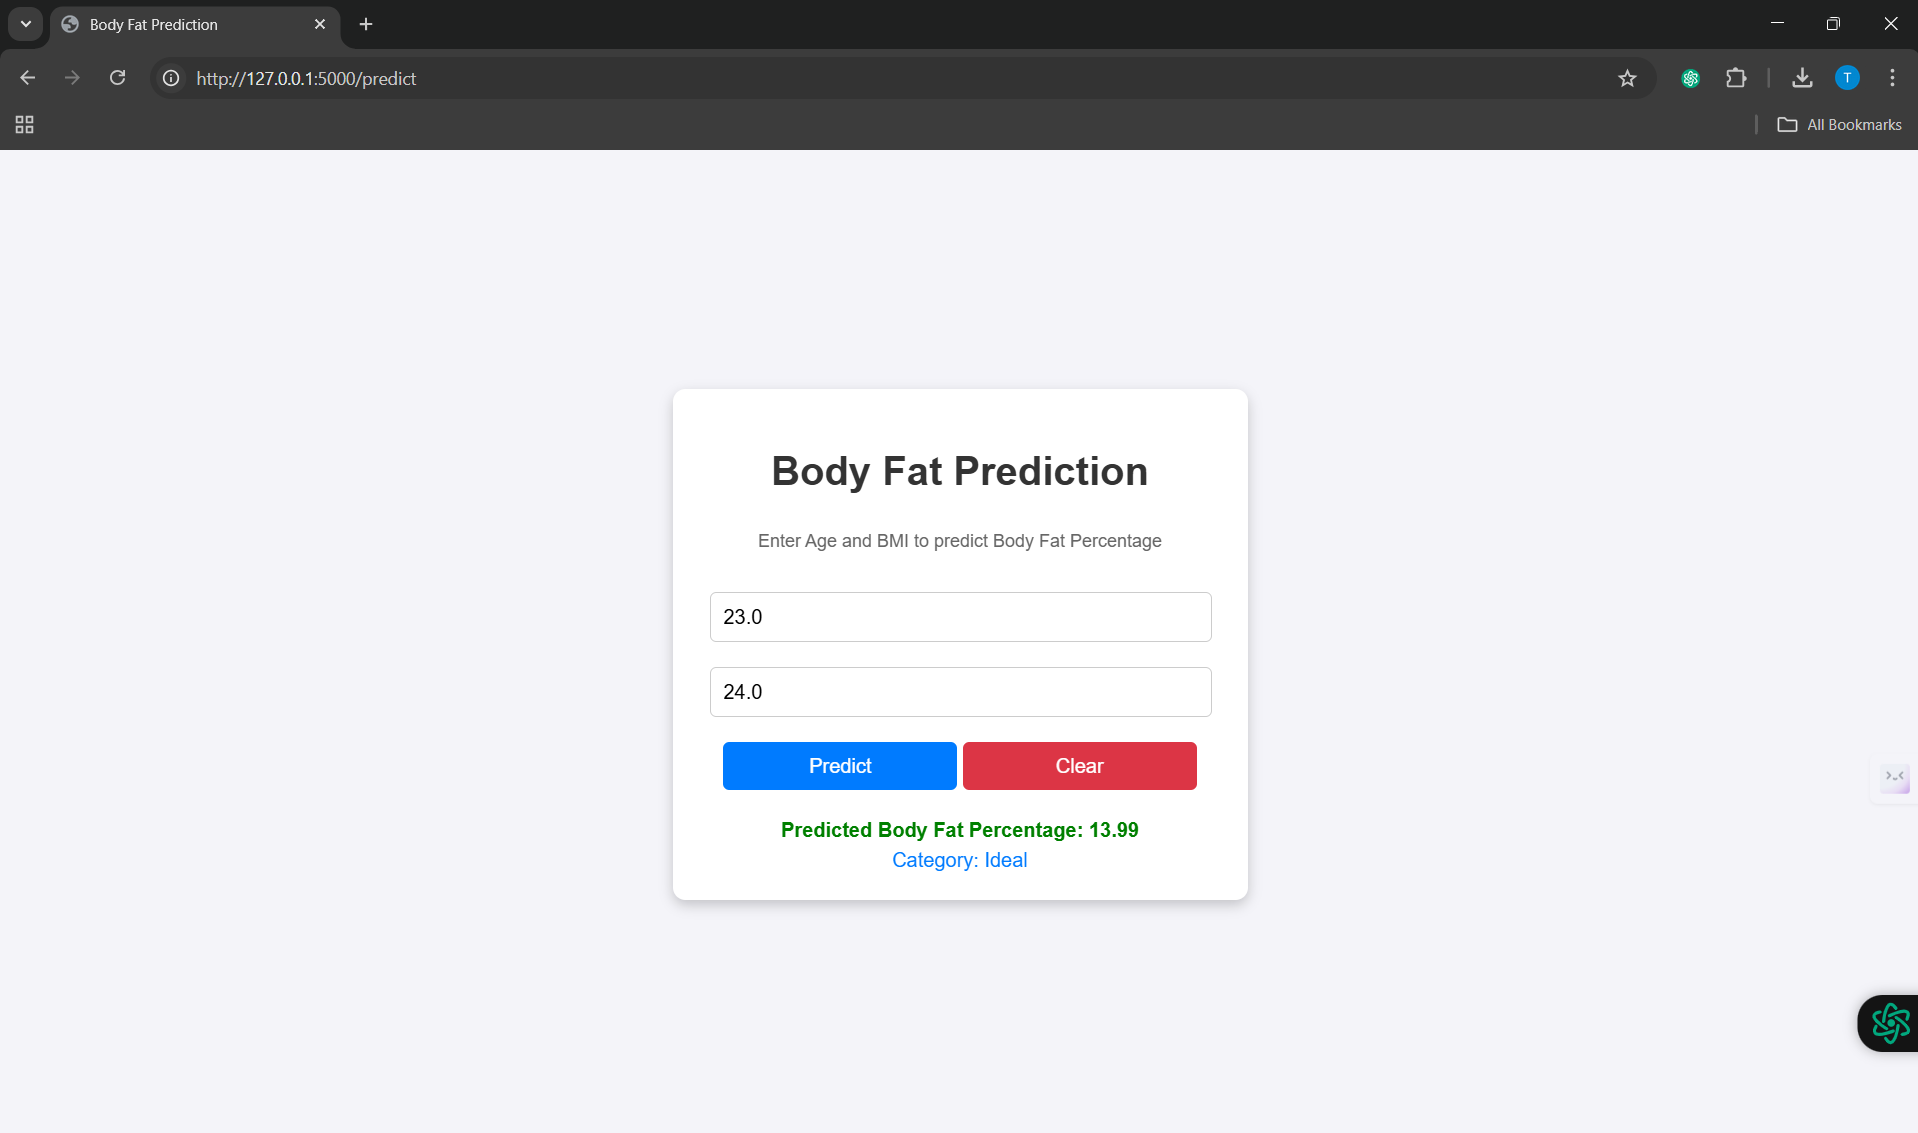 Body Fat Prediction
http://127.0.0.1:5000/predict
T
All Bookmarks
Body Fat Prediction
Enter Age and BMI to predict Body Fat Percentage
23.0
24.0
Predict Clear
Predicted Body Fat Percentage: 13.99
Category: Ideal